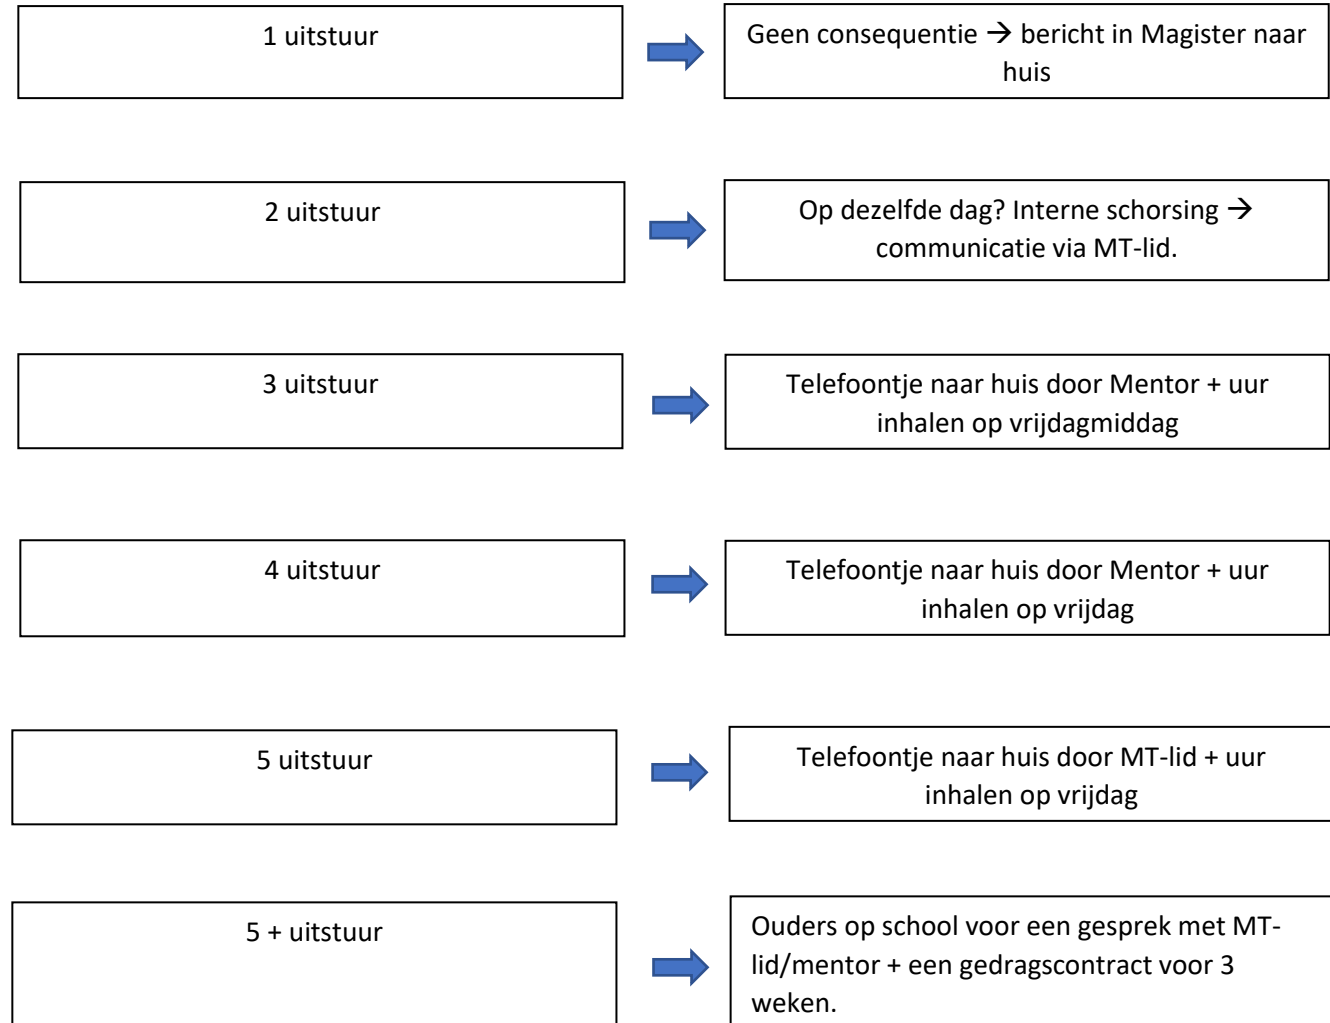 1 uitstuur
Geen consequentie → bericht in Magister naar
huis
2 uitstuur
Op dezelfde dag? Interne schorsing →
communicatie via MT-lid.
3 uitstuur
Telefoontje naar huis door Mentor + uur
inhalen op vrijdagmiddag
4 uitstuur
Telefoontje naar huis door Mentor + uur
inhalen op vrijdag
5 uitstuur
Telefoontje naar huis door MT-lid + uur
inhalen op vrijdag
5 + uitstuur
Ouders op school voor een gesprek met MT-
lid/mentor + een gedragscontract voor 3
weken.